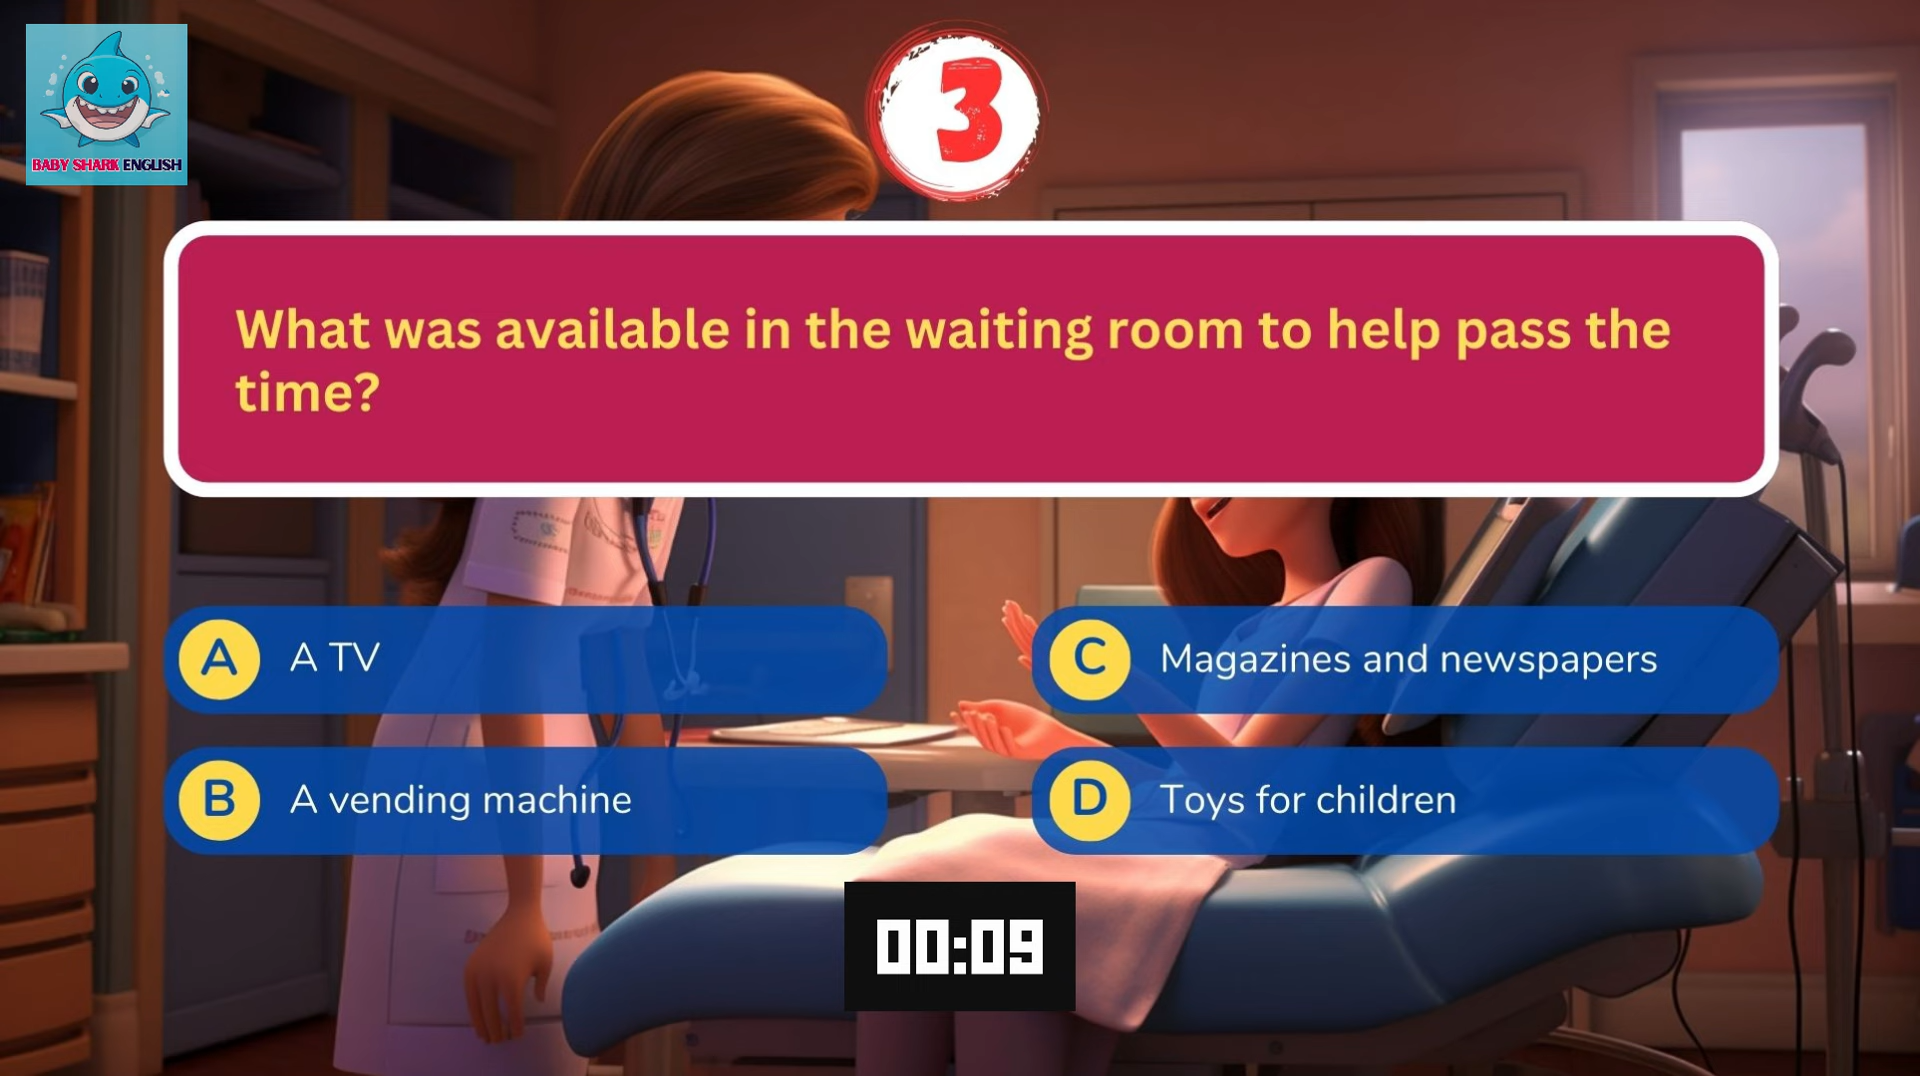 BABY SHARK ENGLISH
3
What was available in the waiting room to help pass the
time?
A A TV
B A vending machine
C Magazines and newspapers
D Toys for children
00:09